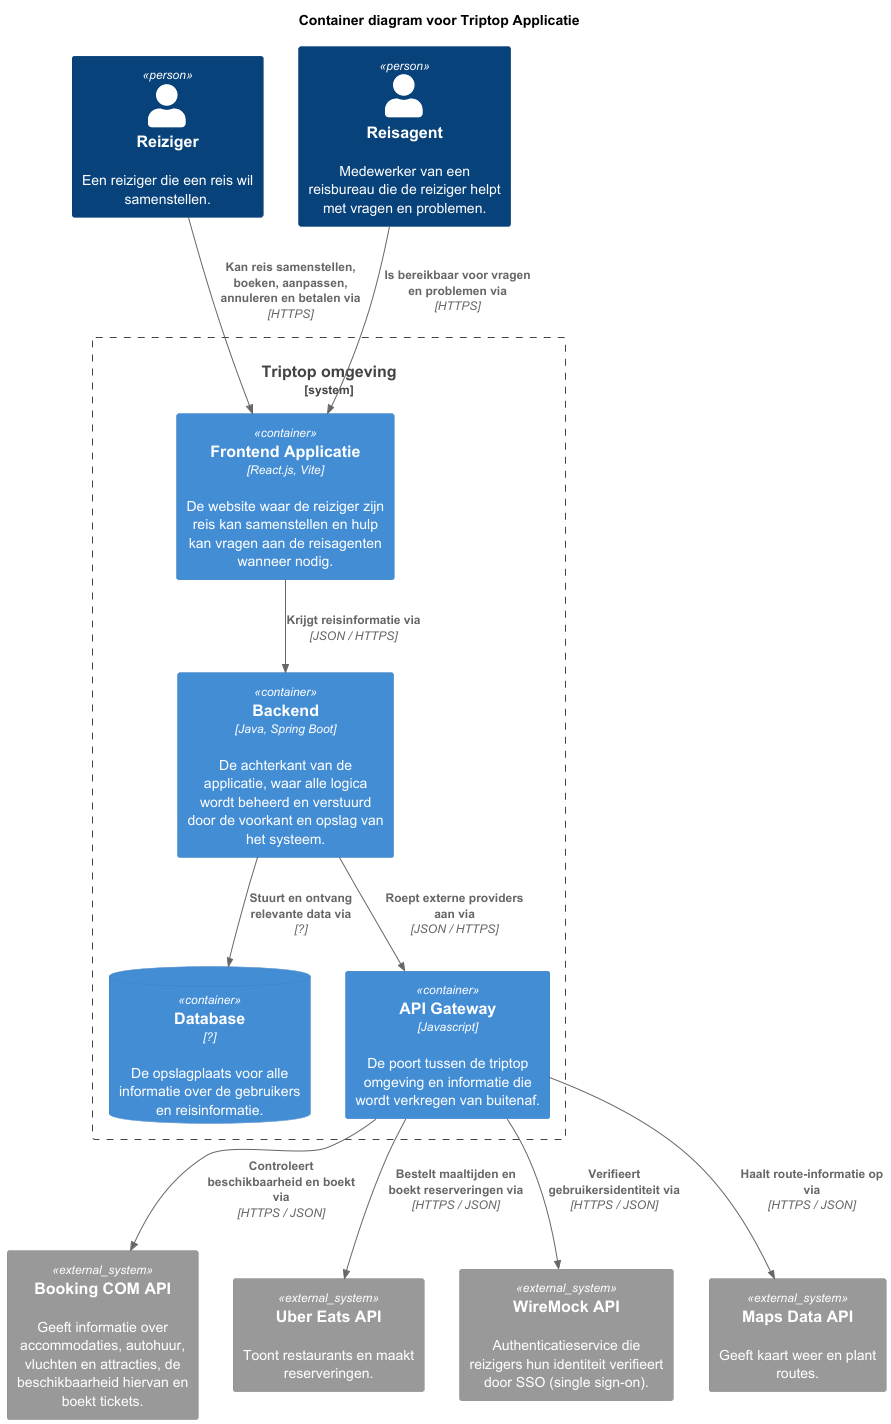 Container diagram voor Triptop Applicatie
«person»
Reiziger
Een reiziger die een reis wil
samenstellen.
«person»
Reisagent
Medewerker van een
reisbureau die de reiziger helpt
met vragen en problemen.
Kan reis samenstellen,
boeken, aanpassen,
annuleren en betalen via
[HTTPS]
Is bereikbaar voor vragen
en problemen via
[HTTPS]
Triptop omgeving
[system]
«container»
Frontend Applicatie
[React.js, Vite]
De website waar de reiziger zijn
reis kan samenstellen en hulp
kan vragen aan de reisagenten
wanneer nodig.
Krijgt reisinformatie via
[JSON / HTTPS]
«container»
Backend
[Java, Spring Boot]
De achterkant van de
applicatie, waar alle logica
wordt beheerd en verstuurd
door de voorkant en opslag van
het systeem.
Stuurt en ontvang
relevante data via
[?]
Roept externe providers
aan via
[JSON / HTTPS]
«container»
Database
[?]
De opslagplaats voor alle
informatie over de gebruikers
en reisinformatie.
«container»
API Gateway
[Javascript]
De poort tussen de triptop
omgeving en informatie die
wordt verkregen van buitenaf.
Controleert
beschikbaarheid en boekt
via
[HTTPS / JSON]
Bestelt maaltijden en
boekt reserveringen via
[HTTPS / JSON]
Verifieert
gebruikersidentiteit via
[HTTPS / JSON]
Haalt route-informatie op
via
[HTTPS / JSON]
«external_system»
Booking COM API
Geeft informatie over
accommodaties, autohuur,
vluchten en attracties, de
beschikbaarheid hiervan en
boekt tickets.
«external_system»
Uber Eats API
Toont restaurants en maakt
reserveringen.
«external_system»
WireMock API
Authenticatieservice die
reizigers hun identiteit verifieert
door SSO (single sign-on).
«external_system»
Maps Data API
Geeft kaart weer en plant
routes.